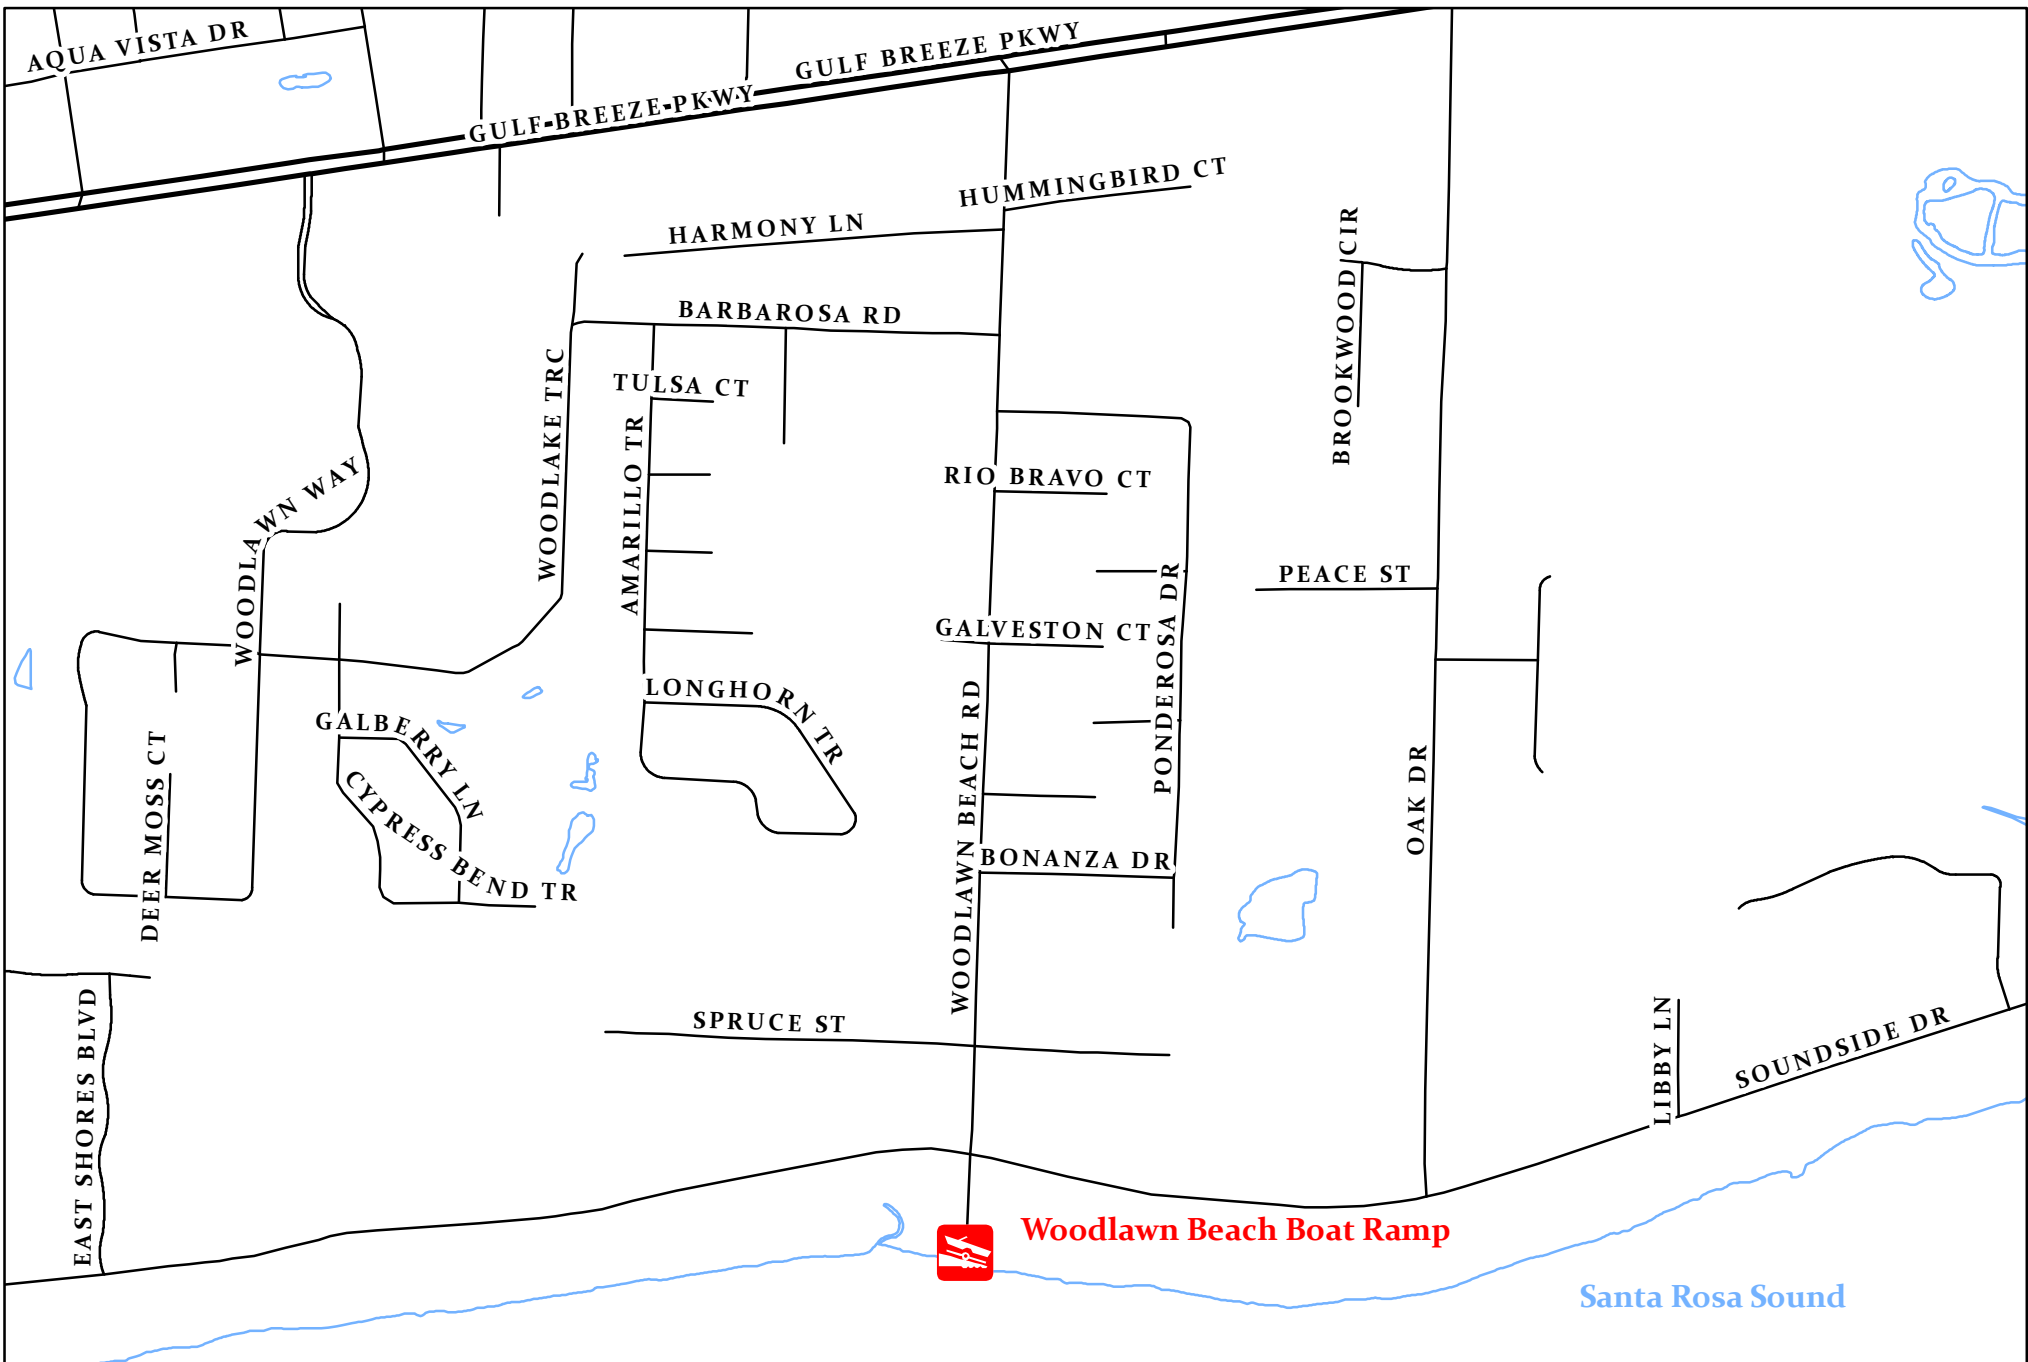 AQUA VISTA DR
GULF BREEZE PKWY
GULF BREEZE PKWY
HUMMINGBIRD CT
HARMONY LN
BROOKWOOD CIR
BARBAROSA RD
WOODLAKE TRC
TULSA CT
AMARILLO TR
WOODLAWN WAY
RIO BRAVO CT
PEACE ST
GALVESTON CT
PONDEROSA DR
LONGHORN TR
GALBERRY LN
CYPRESS BEND TR
DEER MOSS CT
WOODLAWN BEACH RD
OAK DR
BONANZA DR
EAST SHORES BLVD
SPRUCE ST
LIBBY LN
SOUNDSIDE DR
Woodlawn Beach Boat Ramp
Santa Rosa Sound